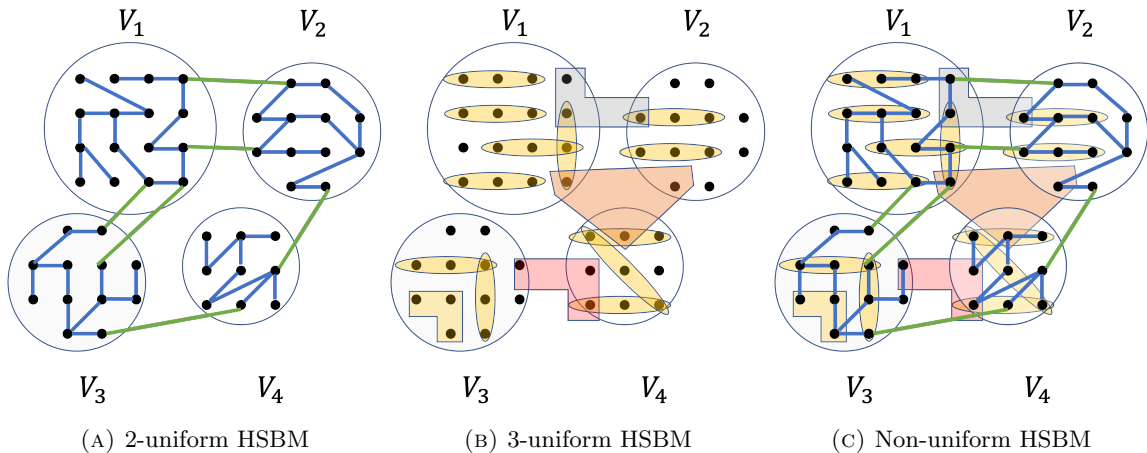 V₁ V₂ V₁ V₂ V₁ V₂
V₃ V₄ V₃ V₄ V₃ V₄
(A) 2-uniform HSBM (B) 3-uniform HSBM (C) Non-uniform HSBM